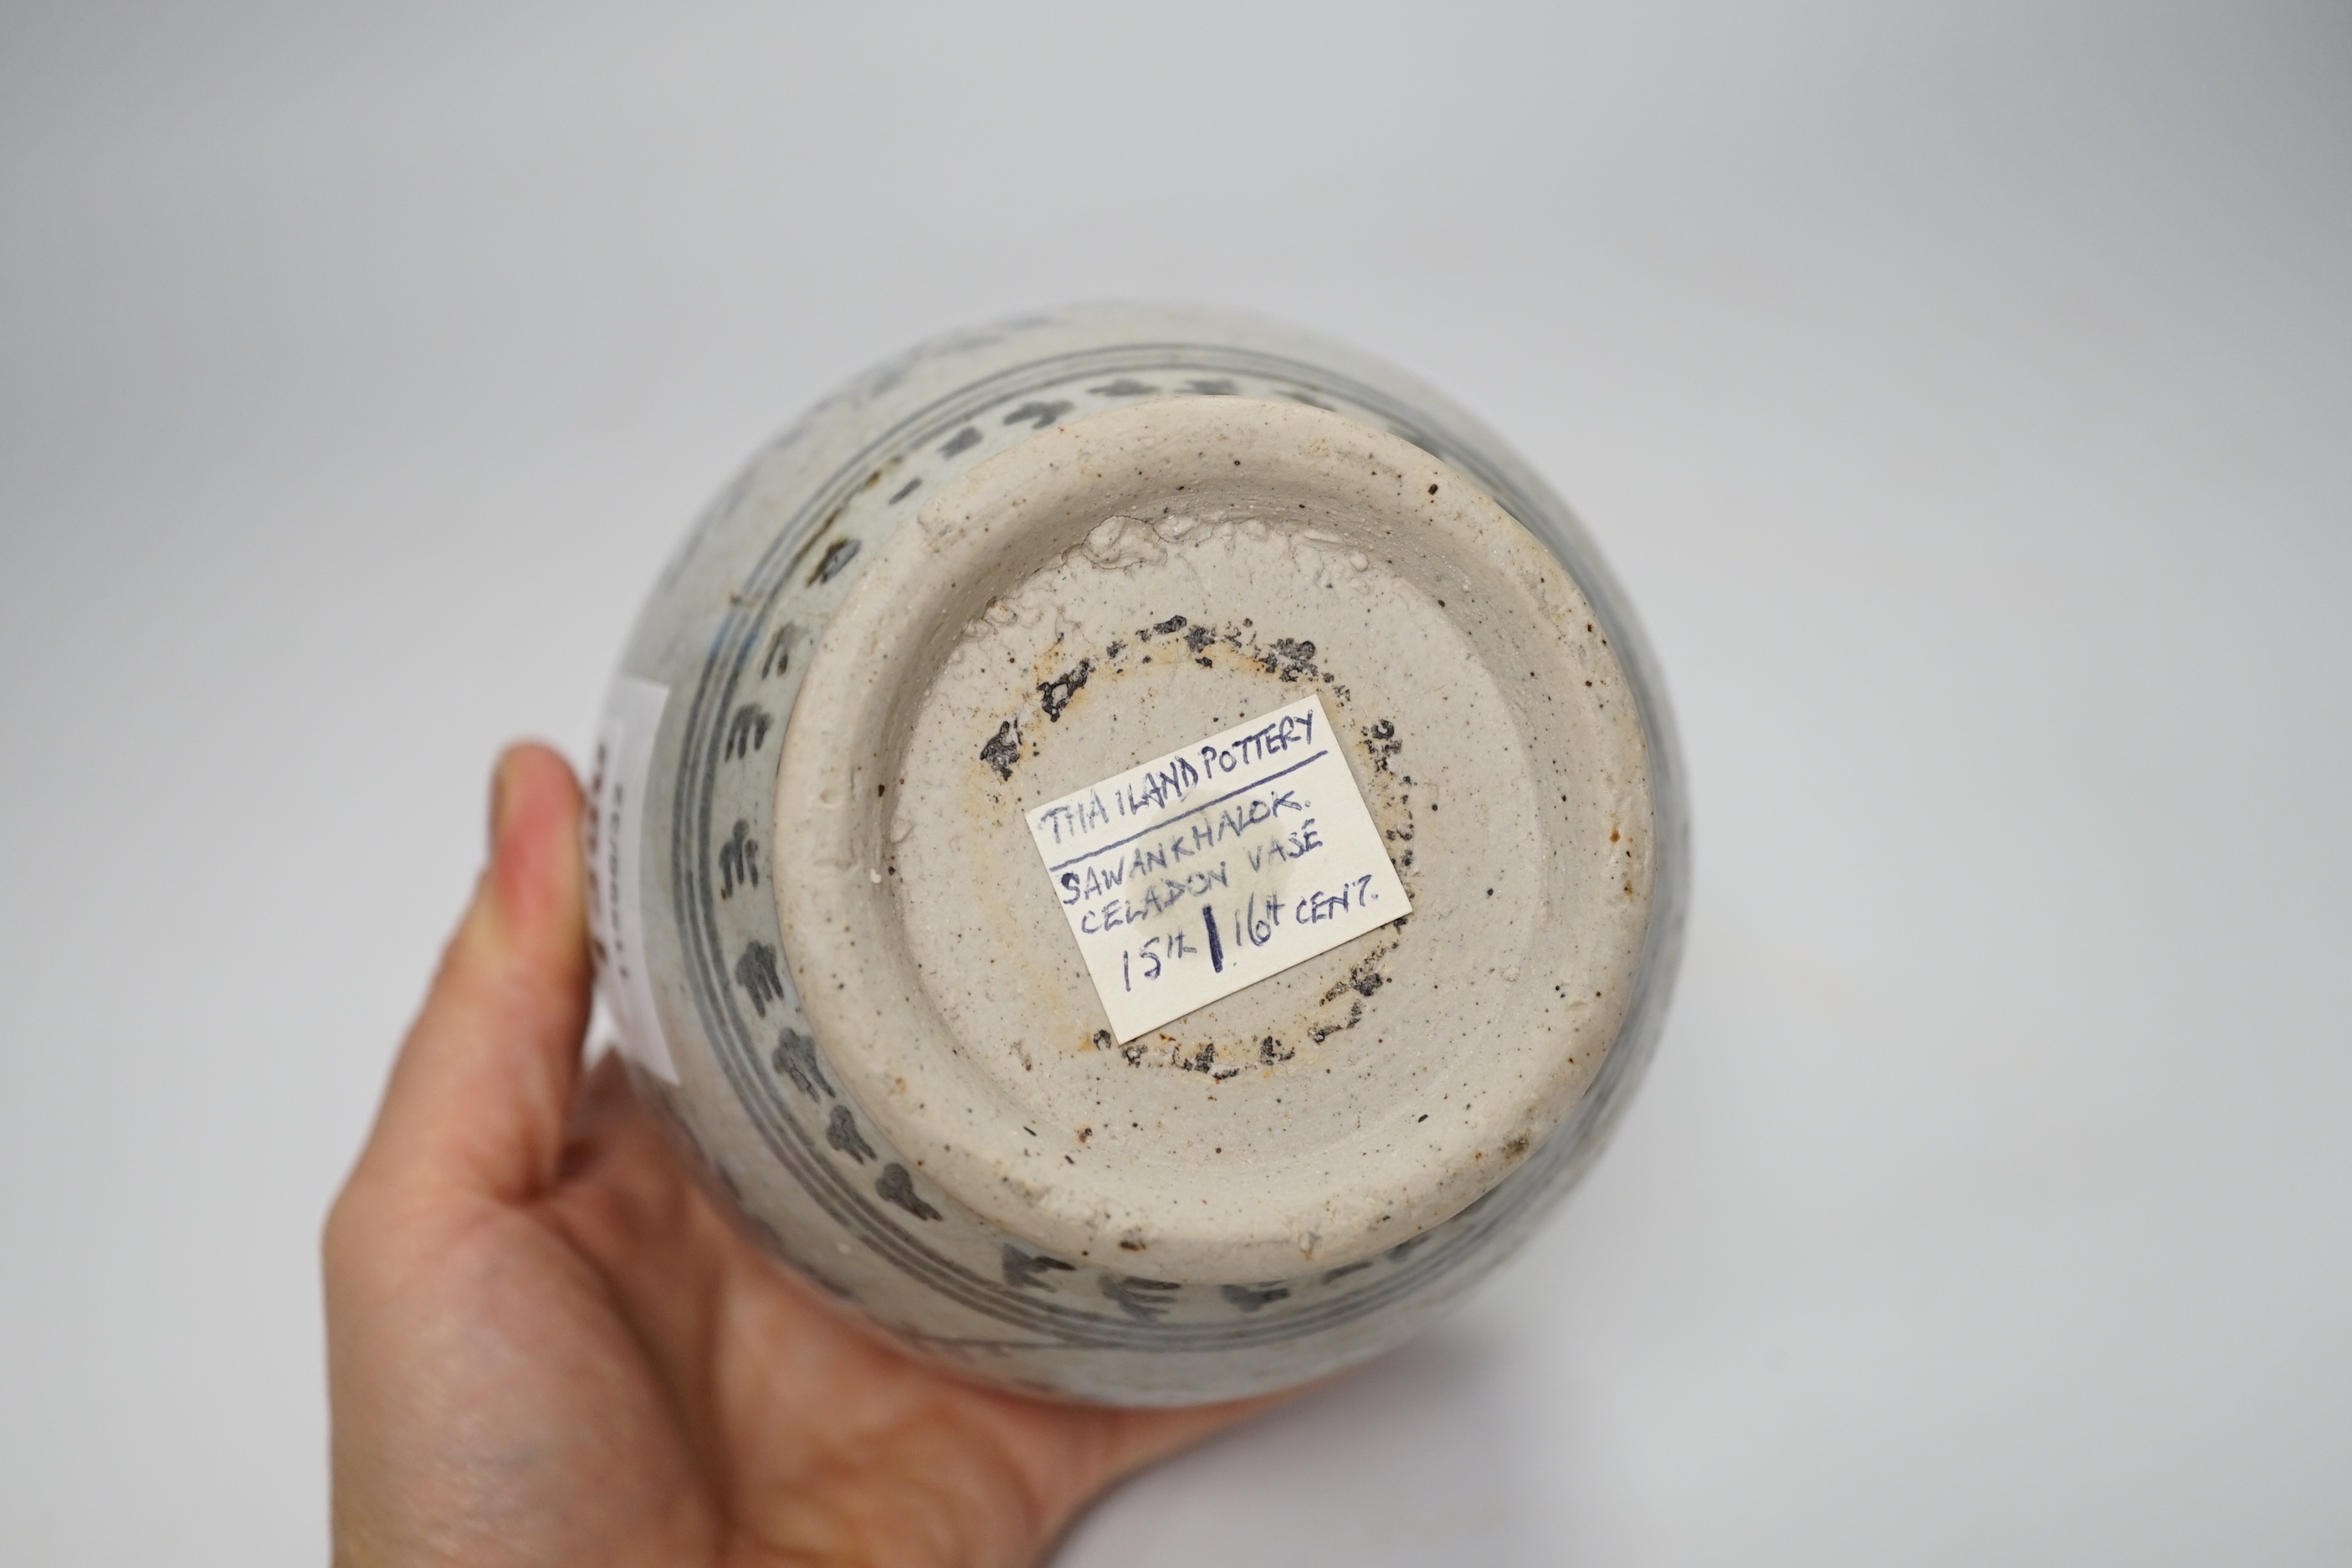 THAILAND POTTERY
SAWANKHALOK.
CELADON VASE
15th / 16th CENT.